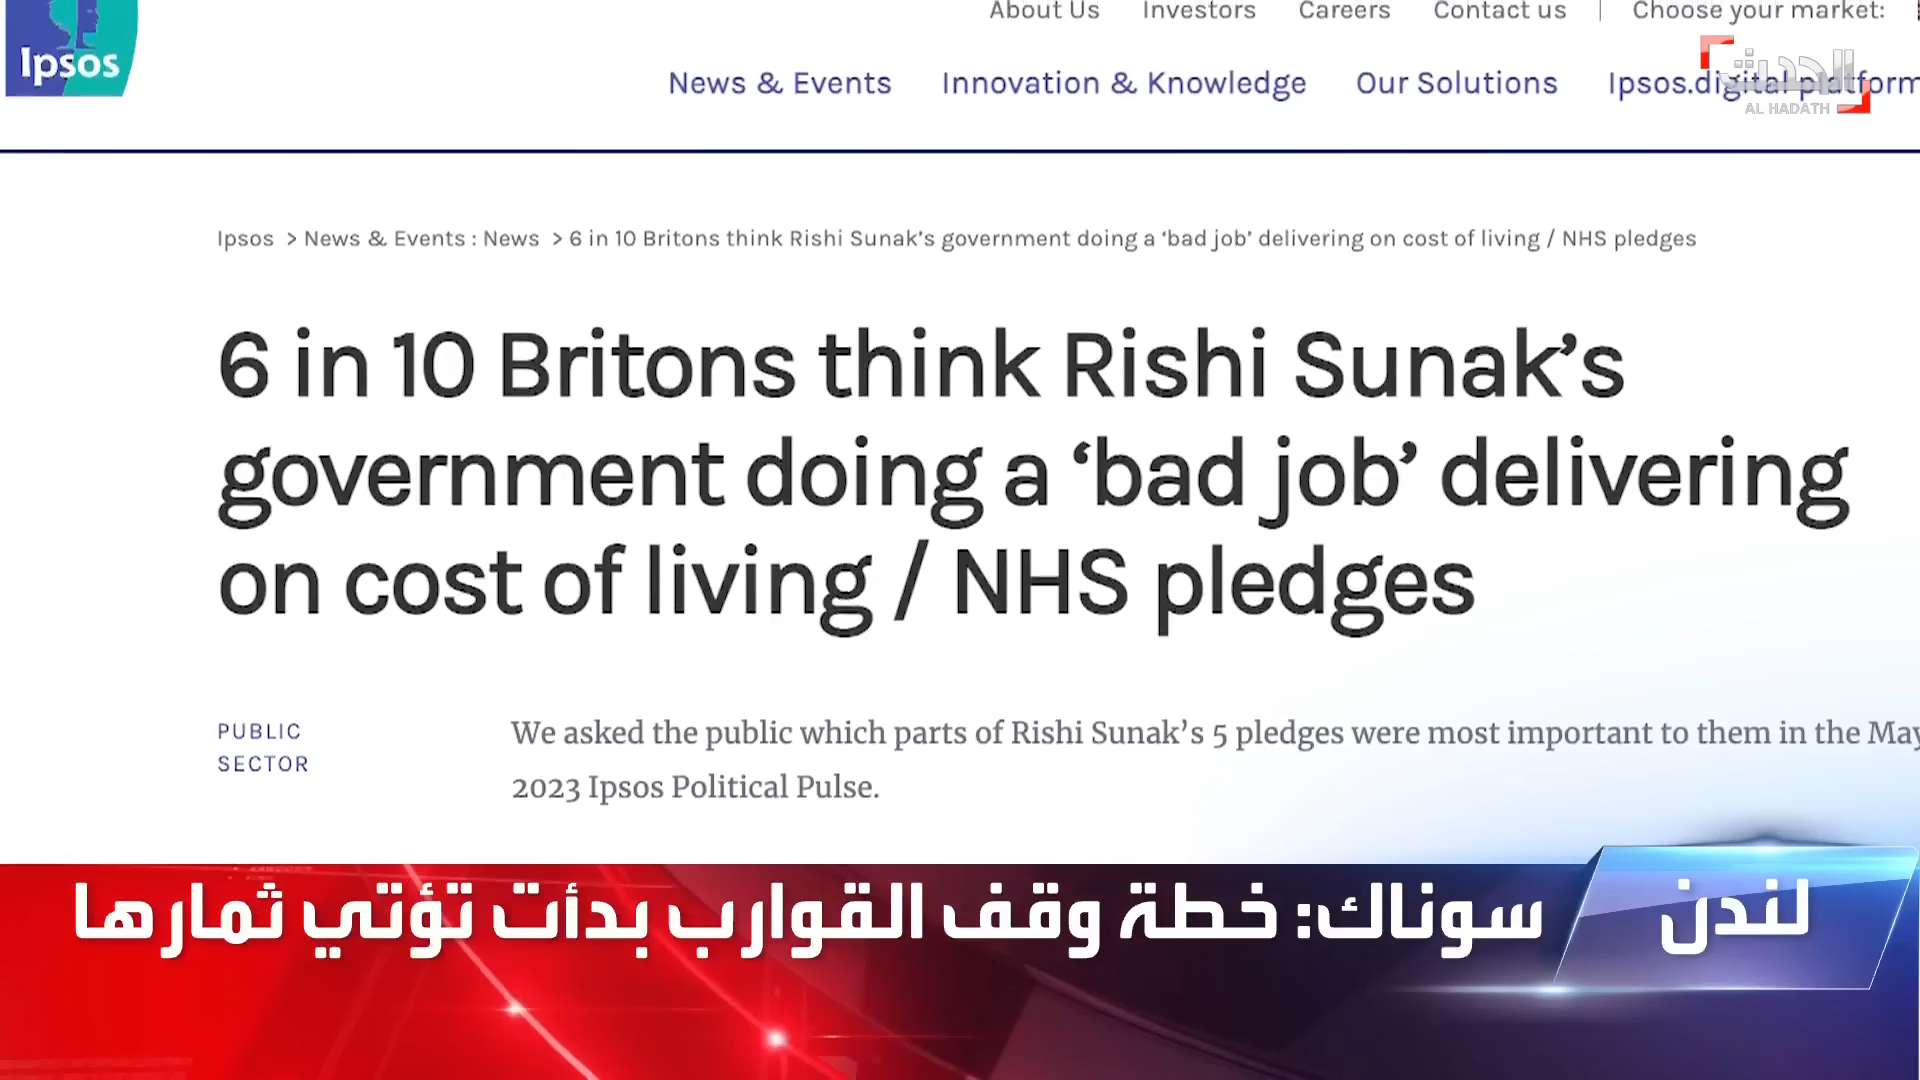 About Us Investors Careers Contact us | Choose your market:
Ipsos
News & Events Innovation & Knowledge Our Solutions Ipsos.digital platform
الحدث
AL HADATH
Ipsos > News & Events : News > 6 in 10 Britons think Rishi Sunak’s government doing a ‘bad job’ delivering on cost of living / NHS pledges
6 in 10 Britons think Rishi Sunak’s
government doing a ‘bad job’ delivering
on cost of living / NHS pledges
PUBLIC
SECTOR
We asked the public which parts of Rishi Sunak’s 5 pledges were most important to them in the May
2023 Ipsos Political Pulse.
لندن
سوناك: خطة وقف القوارب بدأت تؤتي ثمارها